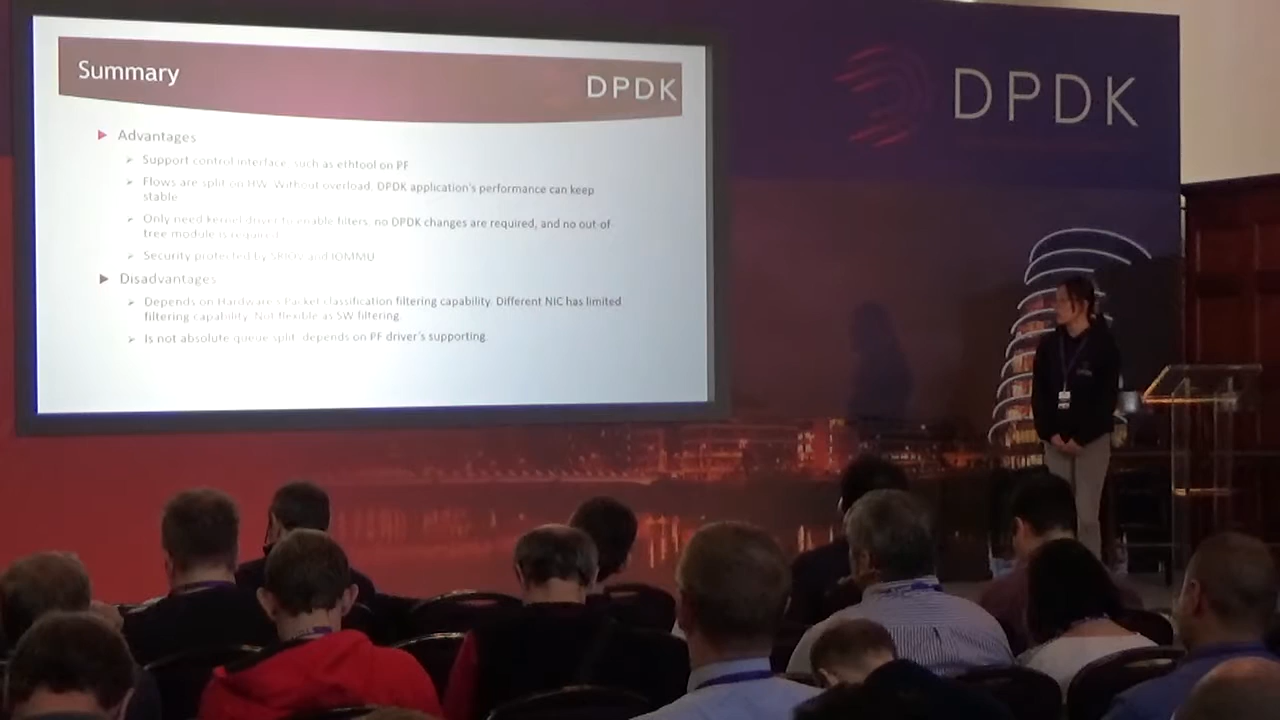 Summary
DPDK
Advantages
Support control interface, such as ethtool on PF
Flows are split on HW. Without overload, DPDK application's performance can keep
stable
Only need kernel driver to enable filters, no DPDK changes are required, and no out-of
tree module is required
Security protected by SRIOV and IOMMU
Disadvantages
Depends on Hardware's Packet classification filtering capability. Different NIC has limited
filtering capability. Not flexible as SW filtering.
Is not absolute queue split, depends on PF driver's supporting.
DPDK